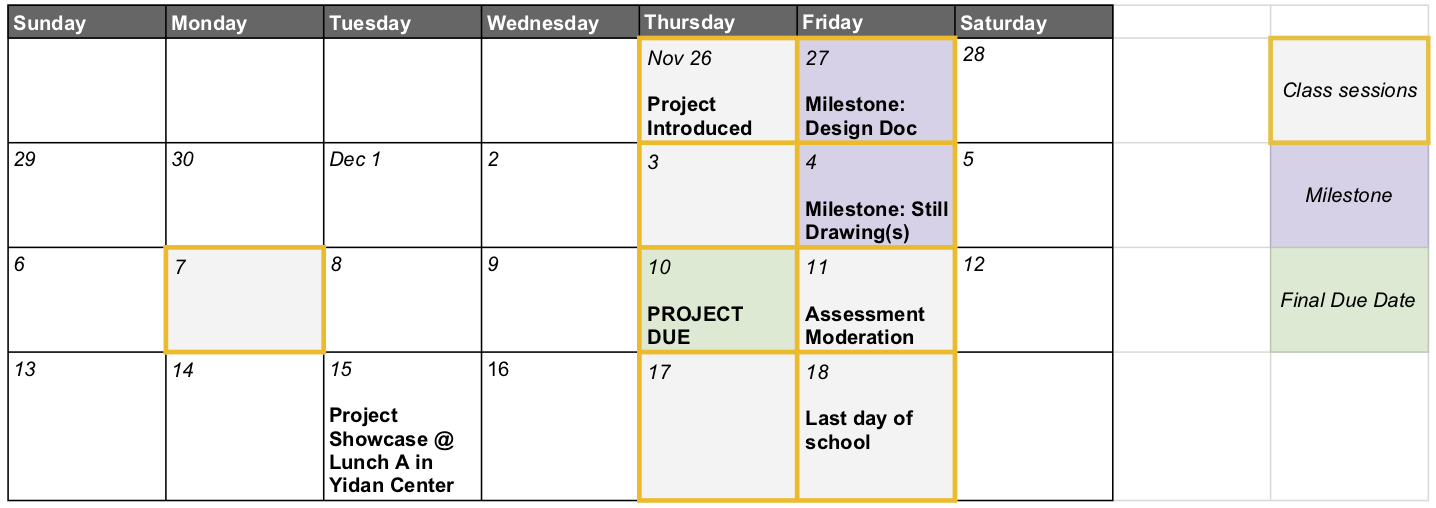 Sunday Monday Tuesday Wednesday Thursday Friday Saturday
Nov 26
Project
Introduced
27
Milestone:
Design Doc
28
Class sessions
29
30
Dec 1
2
3
4
Milestone: Still
Drawing(s)
5
Milestone
6
7
8
9
10
PROJECT
DUE
11
Assessment
Moderation
12
Final Due Date
13
14
15
Project
Showcase @
Lunch A in
Yidan Center
16
17
18
Last day of
school